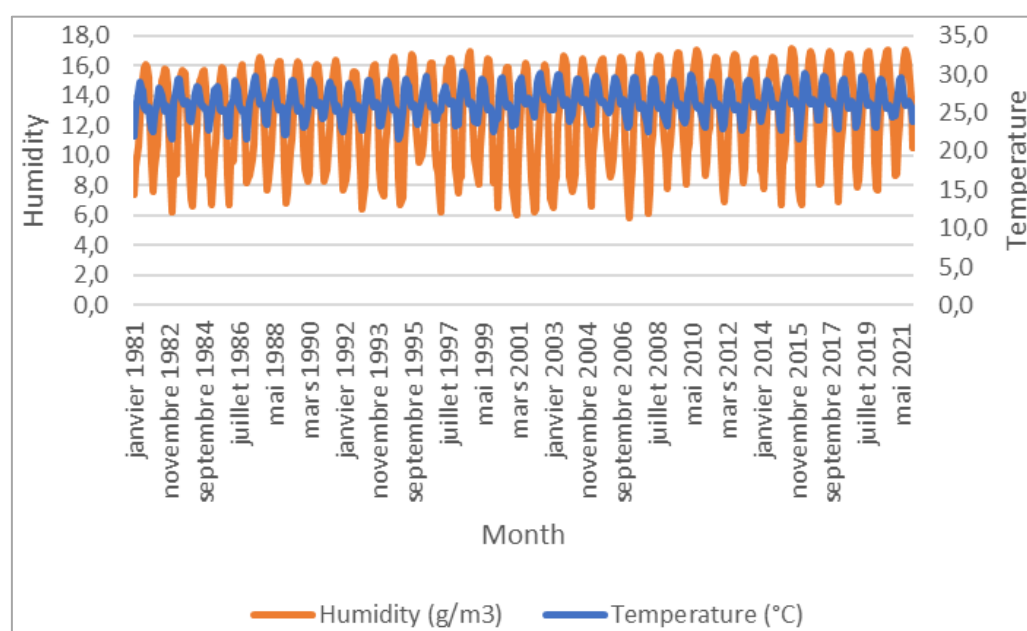 18,0
16,0
14,0
12,0
10,0
8,0
6,0
4,0
2,0
0,0
Humidity
35,0
30,0
25,0
20,0
15,0
10,0
5,0
0,0
Temperature
janvier 1981
novembre 1982
septembre 1984
juillet 1986
mai 1988
mars 1990
janvier 1992
novembre 1993
septembre 1995
juillet 1997
mai 1999
mars 2001
janvier 2003
novembre 2004
septembre 2006
juillet 2008
mai 2010
mars 2012
janvier 2014
novembre 2015
septembre 2017
juillet 2019
mai 2021
Month
Humidity (g/m3)
Temperature (°C)